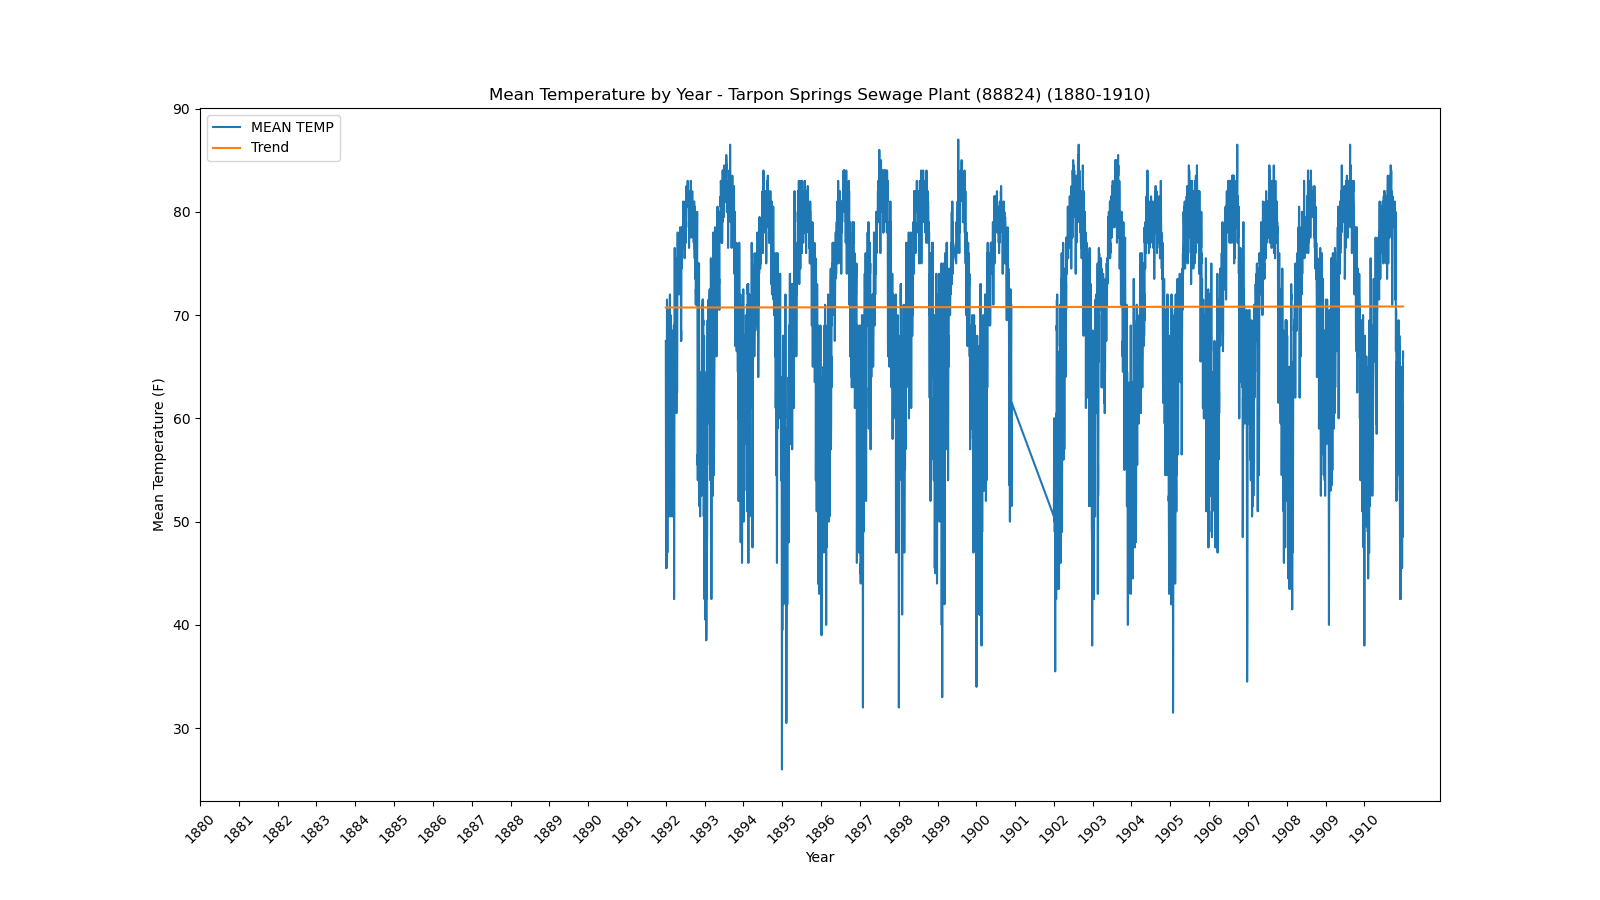 Mean Temperature by Year - Tarpon Springs Sewage Plant (88824) (1880-1910)
MEAN TEMP
Trend
Mean Temperature (F)
90
80
70
60
50
40
30
1880 1881 1882 1883 1884 1885 1886 1887 1888 1889 1890 1891 1892 1893 1894 1895 1896 1897 1898 1899 1900 1901 1902 1903 1904 1905 1906 1907 1908 1909 1910
Year